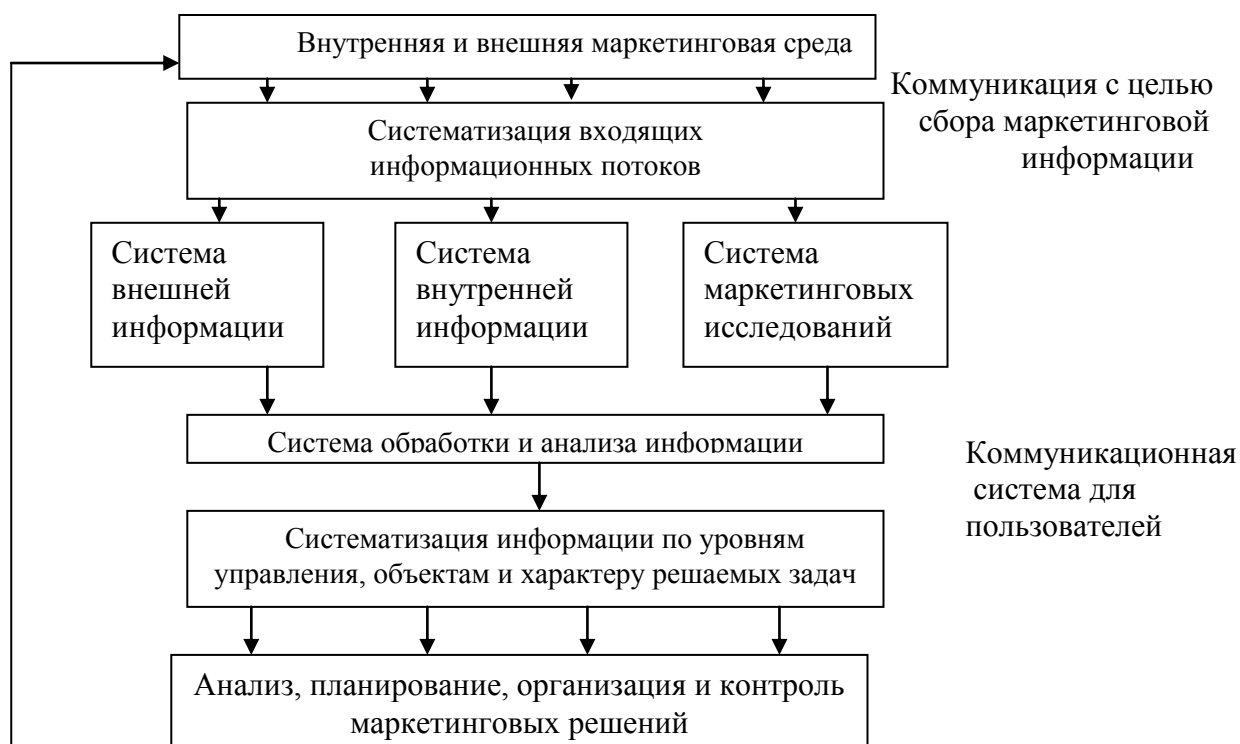 Внутренняя и внешняя маркетинговая среда
Коммуникация с целью
сбора маркетинговой
информации
Систематизация входящих
информационных потоков
Система
внешней
информации
Система
внутренней
информации
Система
маркетинговых
исследований
Система обработки и анализа информации
Коммуникационная
система для
пользователей
Систематизация информации по уровням
управления, объектам и характеру решаемых задач
Анализ, планирование, организация и контроль
маркетинговых решений